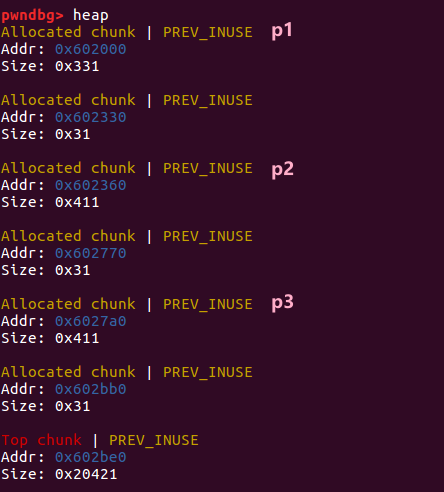 pwndbg> heap
Allocated chunk | PREV_INUSE p1
Addr: 0x602000
Size: 0x331
Allocated chunk | PREV_INUSE
Addr: 0x602330
Size: 0x31
Allocated chunk | PREV_INUSE p2
Addr: 0x602360
Size: 0x411
Allocated chunk | PREV_INUSE
Addr: 0x602770
Size: 0x31
Allocated chunk | PREV_INUSE p3
Addr: 0x6027a0
Size: 0x411
Allocated chunk | PREV_INUSE
Addr: 0x602bb0
Size: 0x31
Top chunk | PREV_INUSE
Addr: 0x602be0
Size: 0x20421